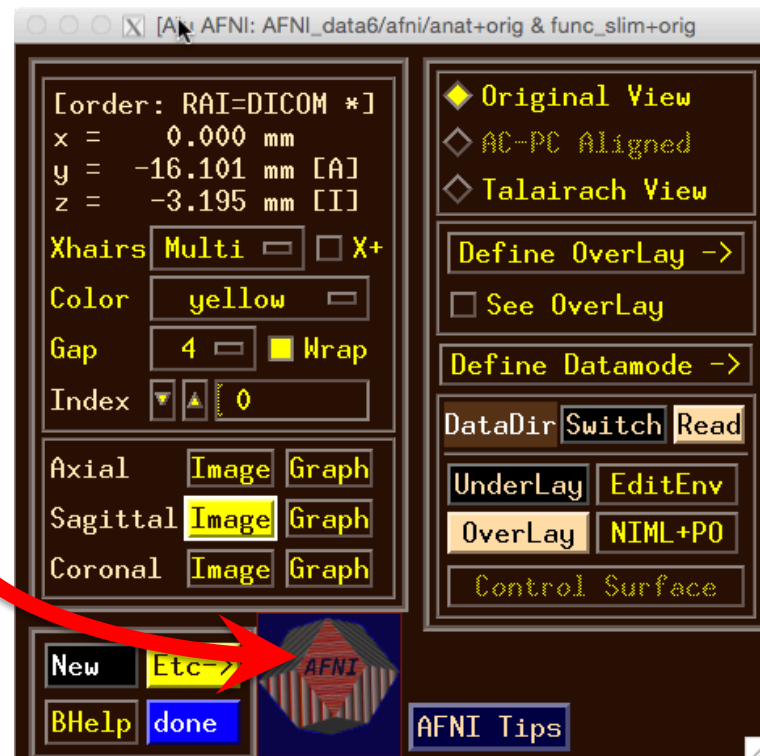 [A] AFNI: AFNI_data6/afni/anat+orig & func_slim+orig
[order: RAI=DICOM *]
x = 0.000 mm
y = -16.101 mm [A]
z = -3.195 mm [I]
Xhairs Multi X+
Color yellow
Gap 4 Wrap
Index 0
Axial Image Graph
Sagittal Image Graph
Coronal Image Graph
New Etc->
BHelp done
AFNI
Original View
AC-PC Aligned
Talairach View
Define OverLay ->
See OverLay
Define Datamode ->
DataDir Switch Read
UnderLay EditEnv
OverLay NIML+PO
Control Surface
AFNI Tips